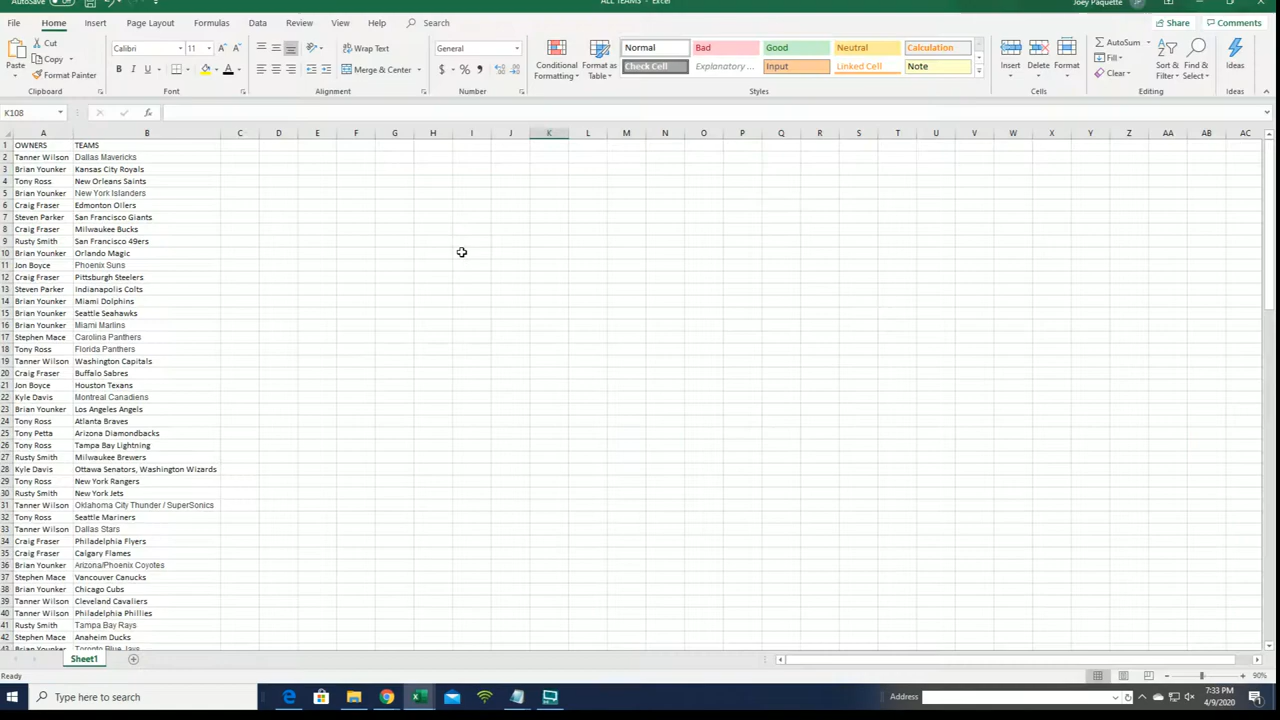 AutoSave ALL TEAMS - Excel Joey Paquette
File Home Insert Page Layout Formulas Data Review View Help Search Share Comments
Paste Cut Copy Format Painter Clipboard
Calibri 11 B I U Font
Wrap Text Merge & Center Alignment
General $ % , Number
Conditional Formatting Format as Table
Normal Bad Good Neutral Calculation
Check Cell Explanatory ... Input Linked Cell Note
Styles
Insert Delete Format Cells
AutoSum Fill Clear Sort & Filter Find & Select Editing
Ideas Ideas
K108 fx
A B C D E F G H I J K L M N O P Q R S T U V W X Y Z AA AB AC
1 OWNERS TEAMS
2 Tanner Wilson Dallas Mavericks
3 Brian Younker Kansas City Royals
4 Tony Ross New Orleans Saints
5 Brian Younker New York Islanders
6 Craig Fraser Edmonton Oilers
7 Steven Parker San Francisco Giants
8 Craig Fraser Milwaukee Bucks
9 Rusty Smith San Francisco 49ers
10 Brian Younker Orlando Magic
11 Jon Boyce Phoenix Suns
12 Craig Fraser Pittsburgh Steelers
13 Steven Parker Indianapolis Colts
14 Brian Younker Miami Dolphins
15 Brian Younker Seattle Seahawks
16 Brian Younker Miami Marlins
17 Stephen Mace Carolina Panthers
18 Tony Ross Florida Panthers
19 Tanner Wilson Washington Capitals
20 Craig Fraser Buffalo Sabres
21 Jon Boyce Houston Texans
22 Kyle Davis Montreal Canadiens
23 Brian Younker Los Angeles Angels
24 Tony Ross Atlanta Braves
25 Tony Petta Arizona Diamondbacks
26 Tony Ross Tampa Bay Lightning
27 Rusty Smith Milwaukee Brewers
28 Kyle Davis Ottawa Senators, Washington Wizards
29 Tony Ross New York Rangers
30 Rusty Smith New York Jets
31 Tanner Wilson Oklahoma City Thunder / SuperSonics
32 Tony Ross Seattle Mariners
33 Tanner Wilson Dallas Stars
34 Craig Fraser Philadelphia Flyers
35 Craig Fraser Calgary Flames
36 Brian Younker Arizona/Phoenix Coyotes
37 Stephen Mace Vancouver Canucks
38 Brian Younker Chicago Cubs
39 Tanner Wilson Cleveland Cavaliers
40 Tanner Wilson Philadelphia Phillies
41 Rusty Smith Tampa Bay Rays
42 Stephen Mace Anaheim Ducks
43 Brian Younker Toronto Blue Jays
Sheet1
Ready 90%
Type here to search Address 7:33 PM
4/9/2020